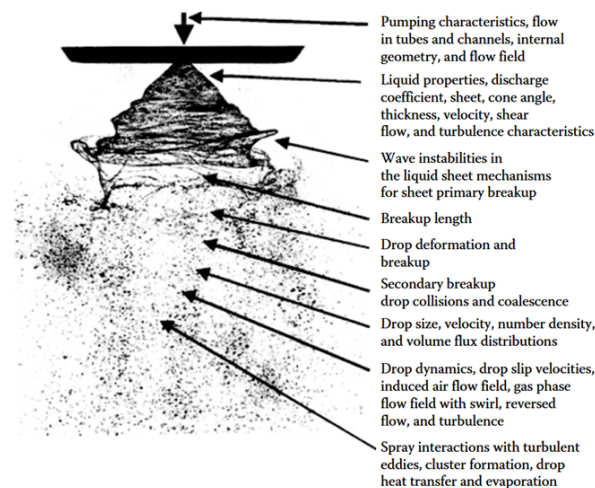 Pumping characteristics, flow
in tubes and channels, internal
geometry, and flow field
Liquid properties, discharge
coefficient, sheet, cone angle,
thickness, velocity, shear
flow, and turbulence characteristics
Wave instabilities in
the liquid sheet mechanisms
for sheet primary breakup
Breakup length
Drop deformation and
breakup
Secondary breakup
drop collisions and coalescence
Drop size, velocity, number density,
and volume flux distributions
Drop dynamics, drop slip velocities,
induced air flow field, gas phase
flow field with swirl, reversed
flow, and turbulence
Spray interactions with turbulent
eddies, cluster formation, drop
heat transfer and evaporation